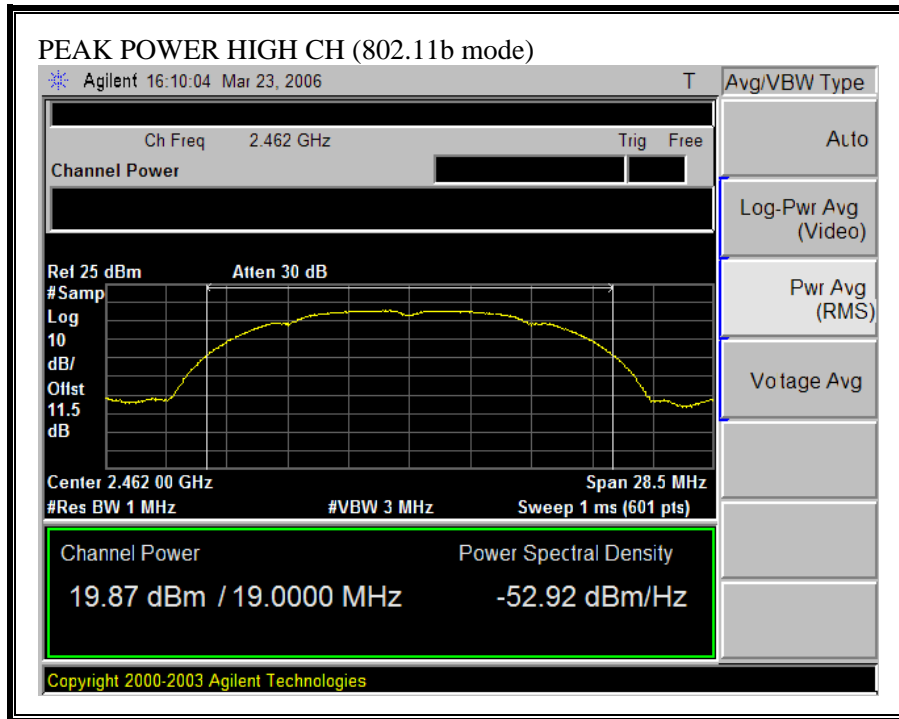 PEAK POWER HIGH CH (802.11b mode)
Agilent 16:10:04 Mar 23, 2006 T
Avg/VBW Type
Ch Freq 2.462 GHz Trig Free
Channel Power
Auto
Log-Pwr Avg
(Video)
Pwr Avg
(RMS)
Voltage Avg
Ref 25 dBm Atten 30 dB
#Samp
Log
10
dB/
Offst
11.5
dB
Center 2.462 00 GHz Span 28.5 MHz
#Res BW 1 MHz #VBW 3 MHz Sweep 1 ms (601 pts)
Channel Power Power Spectral Density
19.87 dBm / 19.0000 MHz -52.92 dBm/Hz
Copyright 2000-2003 Agilent Technologies